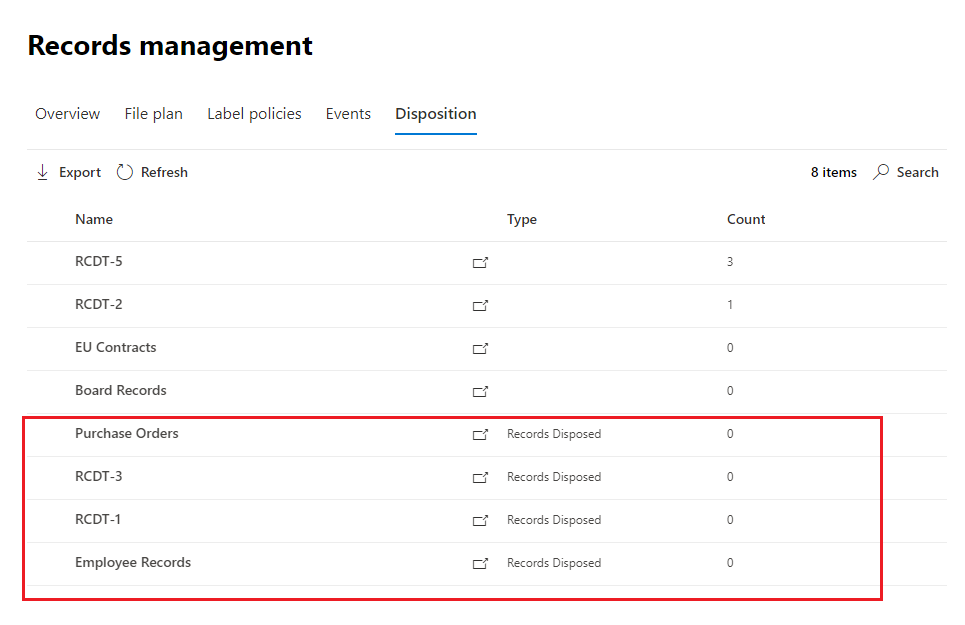 Records management
Overview File plan Label policies Events Disposition
Export Refresh 8 items Search
Name Type Count
RCDT-5 3
RCDT-2 1
EU Contracts 0
Board Records 0
Purchase Orders Records Disposed 0
RCDT-3 Records Disposed 0
RCDT-1 Records Disposed 0
Employee Records Records Disposed 0